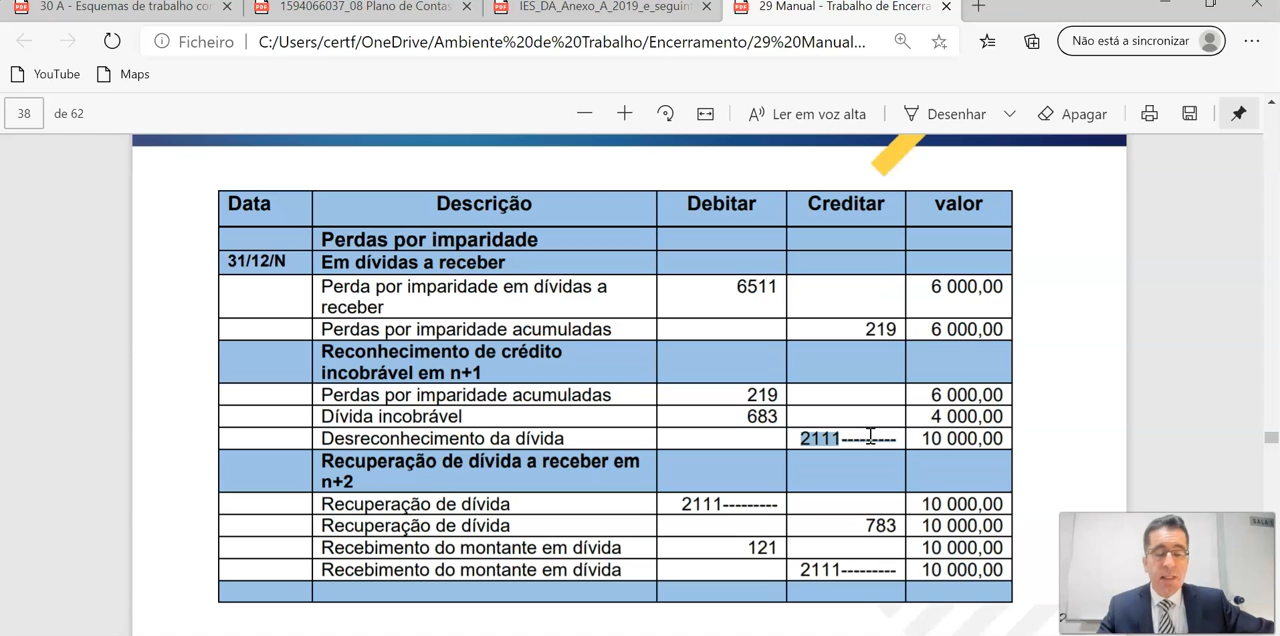 30 A - Esquemas de trabalho co
1594066037_08 Plano de Contas
IES_DA_Anexo_A_2019_e_seguin
29 Manual - Trabalho de Encerra
Ficheiro
C:/Users/certf/OneDrive/Ambiente%20de%20Trabalho/Encerramento/29%20Manual...
Não está a sincronizar
YouTube
Maps
38
de 62
Ler em voz alta
Desenhar
Apagar
Data Descrição Debitar Creditar valor
Perdas por imparidade
31/12/N Em dívidas a receber
Perda por imparidade em dívidas a 6511 6 000,00
receber
Perdas por imparidade acumuladas 219 6 000,00
Reconhecimento de crédito
incobrável em n+1
Perdas por imparidade acumuladas 219 6 000,00
Dívida incobrável 683 4 000,00
Desreconhecimento da dívida 2111--------- 10 000,00
Recuperação de dívida a receber em
n+2
Recuperação de dívida 2111--------- 10 000,00
Recuperação de dívida 783 10 000,00
Recebimento do montante em dívida 121 10 000,00
Recebimento do montante em dívida 2111--------- 10 000,00